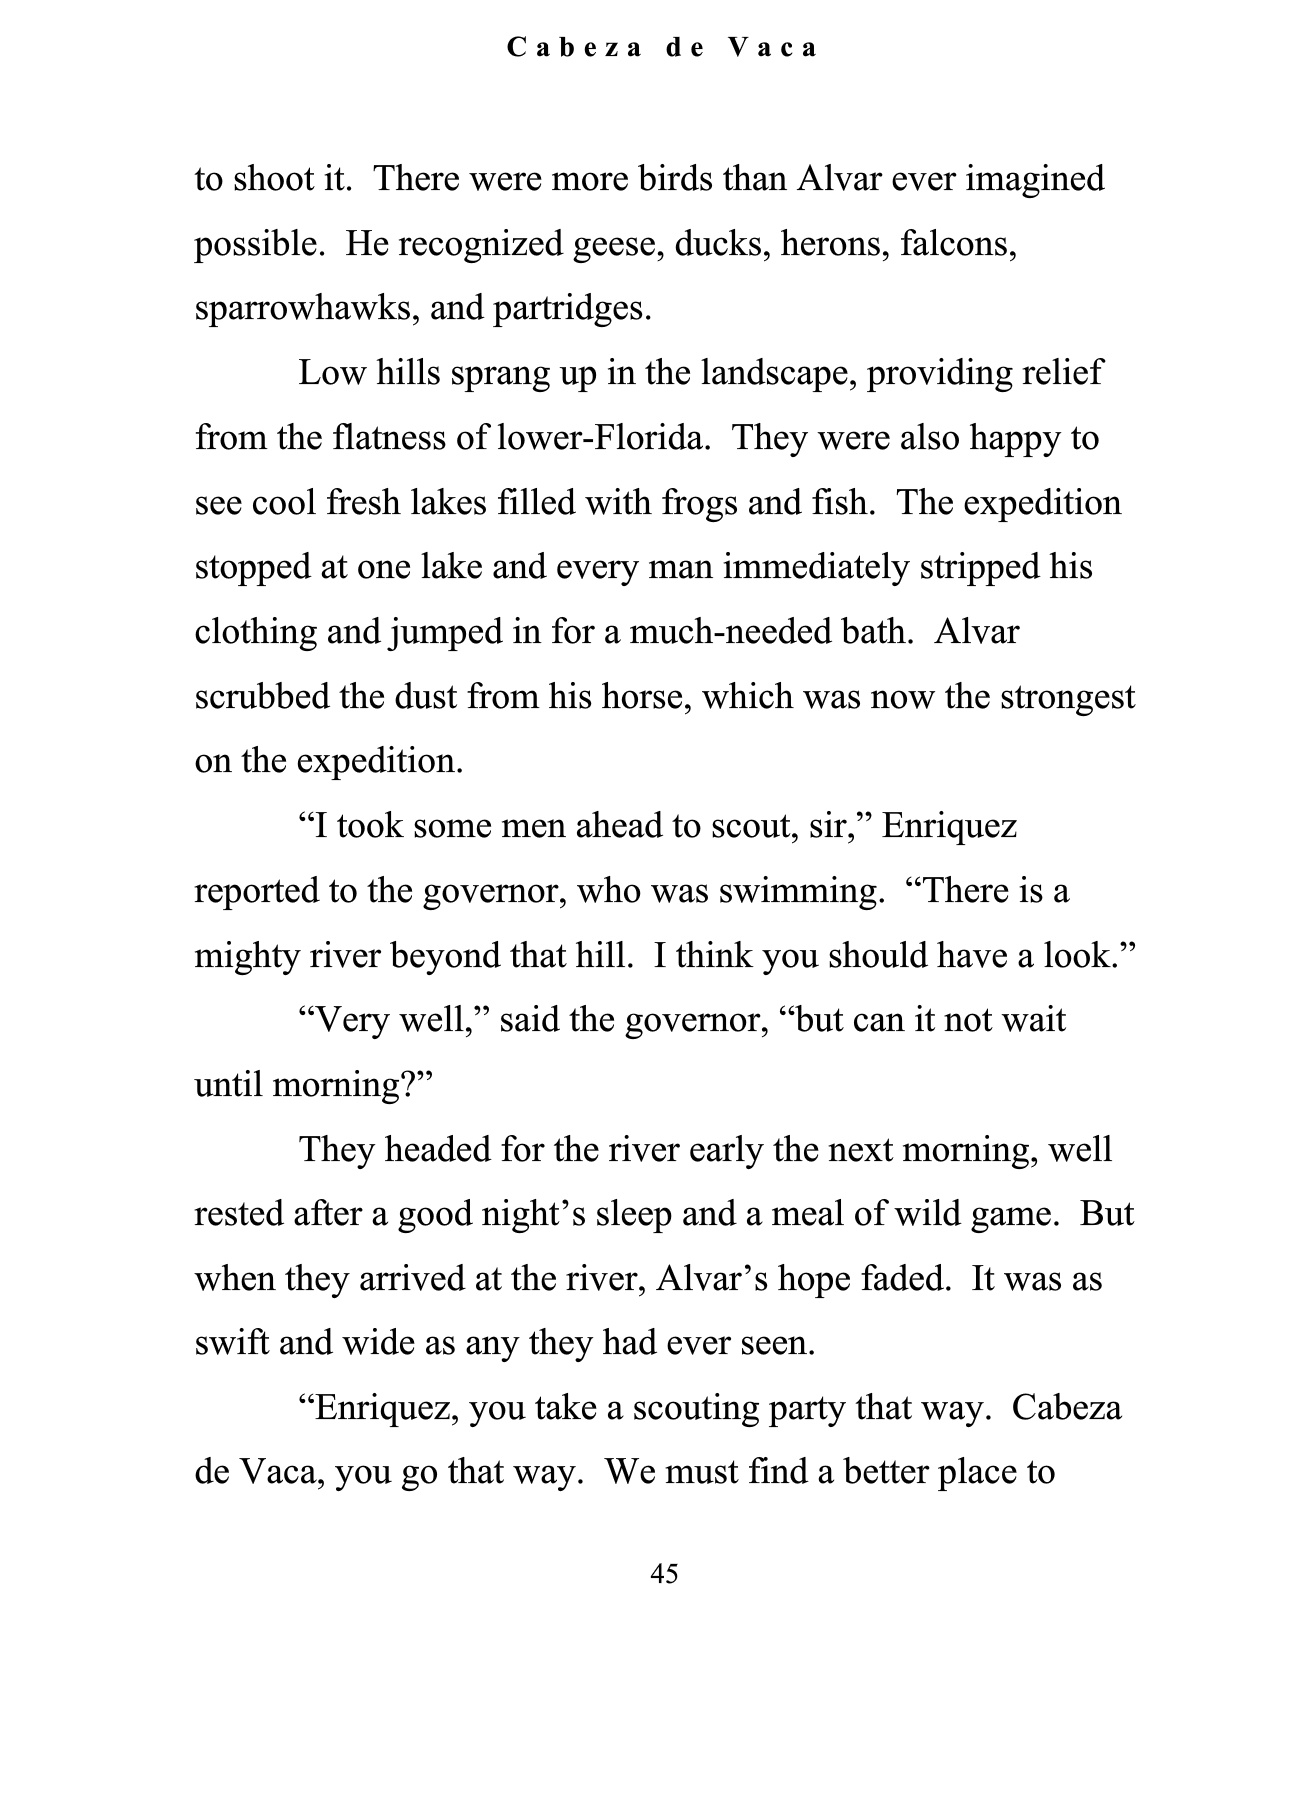 Cabeza de Vaca
to shoot it.  There were more birds than Alvar ever imagined
possible.  He recognized geese, ducks, herons, falcons,
sparrowhawks, and partridges.
Low hills sprang up in the landscape, providing relief
from the flatness of lower-Florida.  They were also happy to
see cool fresh lakes filled with frogs and fish.  The expedition
stopped at one lake and every man immediately stripped his
clothing and jumped in for a much-needed bath.  Alvar
scrubbed the dust from his horse, which was now the strongest
on the expedition.
“I took some men ahead to scout, sir,” Enriquez
reported to the governor, who was swimming.  “There is a
mighty river beyond that hill.  I think you should have a look.”
“Very well,” said the governor, “but can it not wait
until morning?”
They headed for the river early the next morning, well
rested after a good night’s sleep and a meal of wild game.  But
when they arrived at the river, Alvar’s hope faded.  It was as
swift and wide as any they had ever seen.
“Enriquez, you take a scouting party that way.  Cabeza
de Vaca, you go that way.  We must find a better place to
45